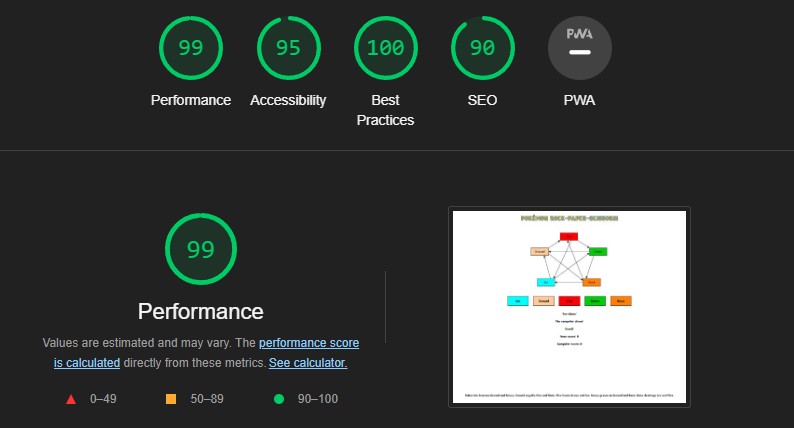 99
95
100
90
PWA
Performance
Accessibility
Best
Practices
SEO
PWA
99
Performance
Values are estimated and may vary. The performance score
is calculated directly from these metrics. See calculator.
0–49
50–89
90–100
POKÉMON ROCK-PAPER-SCISSORS